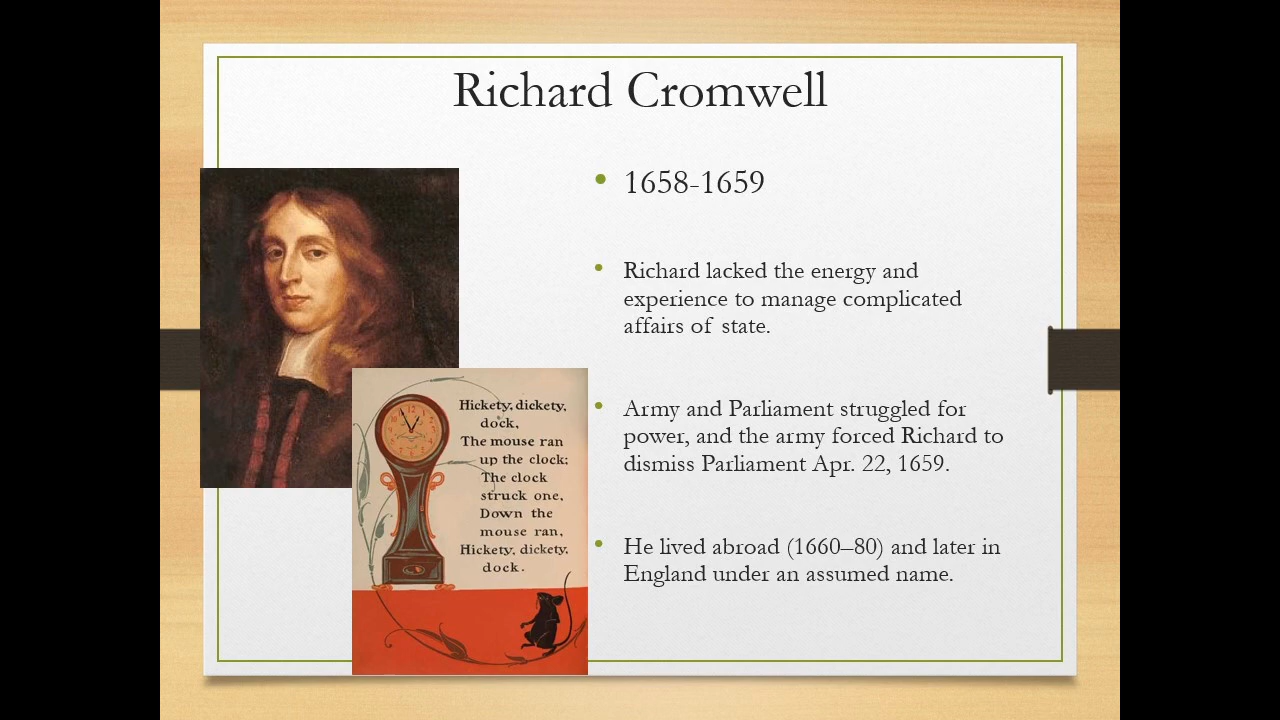 Richard Cromwell
• 1658-1659
• Richard lacked the energy and
experience to manage complicated
affairs of state.
• Army and Parliament struggled for
power, and the army forced Richard to
dismiss Parliament Apr. 22, 1659.
• He lived abroad (1660–80) and later in
England under an assumed name.
Hickety, dickety,
dock,
The mouse ran
up the clock;
The clock
struck one,
Down the
mouse ran,
Hickety, dickety.
dock.